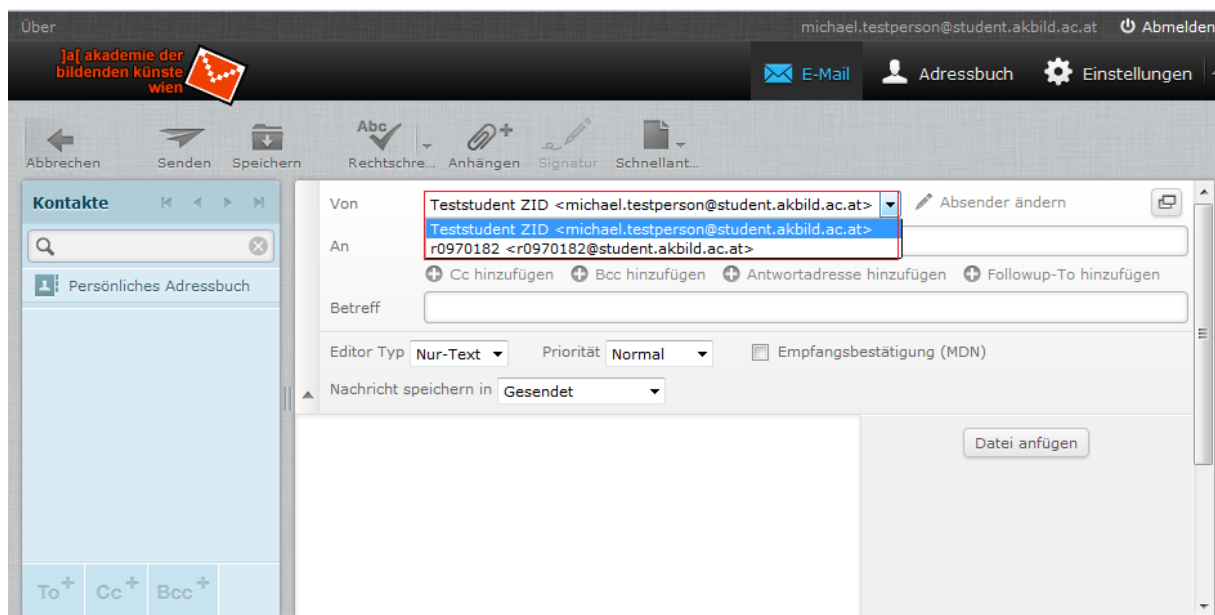 Über michael.testperson@student.akbild.ac.at Abmelden
]a[ akademie der
bildenden künste
wien
E-Mail Adressbuch Einstellungen
Abc
Abbrechen Senden Speichern Rechtschre... Anhängen Signatur Schnellant...
Kontakte
Persönliches Adressbuch
To+ Cc+ Bcc+
Von Teststudent ZID <michael.testperson@student.akbild.ac.at> Absender ändern
Teststudent ZID <michael.testperson@student.akbild.ac.at>
An r0970182 <r0970182@student.akbild.ac.at>
Cc hinzufügen Bcc hinzufügen Antwortadresse hinzufügen Followup-To hinzufügen
Betreff
Editor Typ Nur-Text Priorität Normal Empfangsbestätigung (MDN)
Nachricht speichern in Gesendet
Datei anfügen